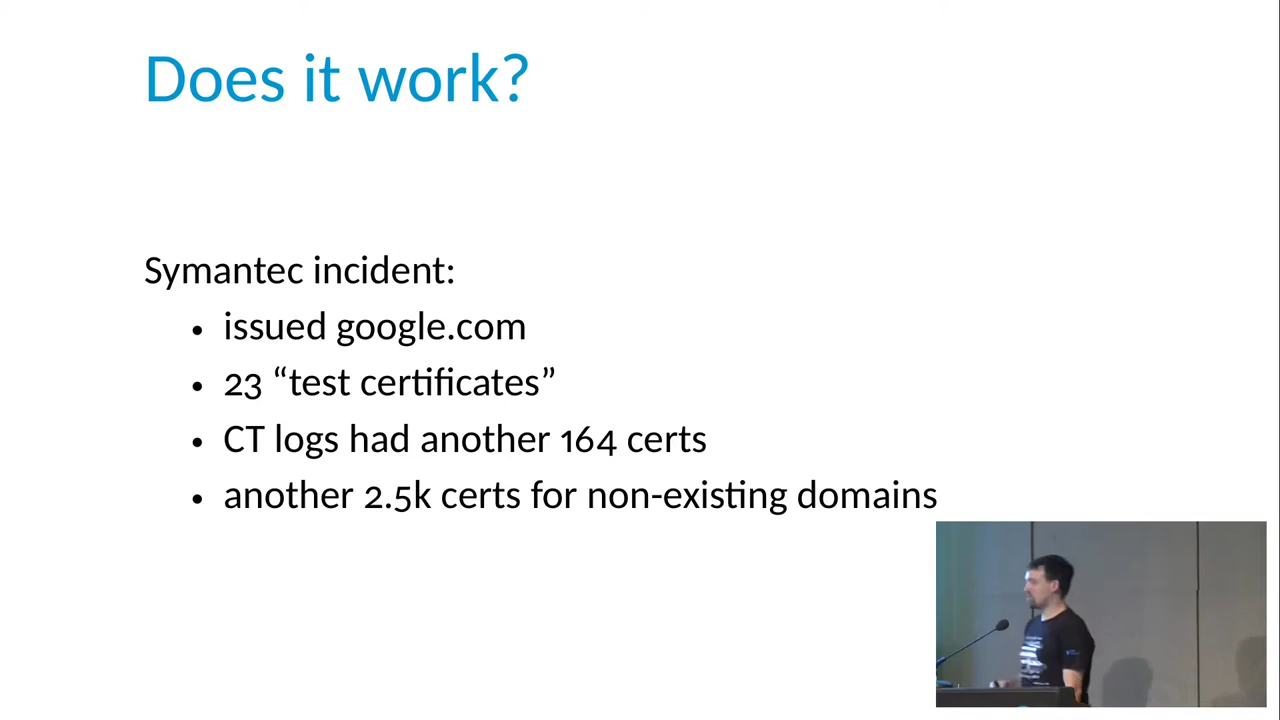 Does it work?
Symantec incident:
• issued google.com
• 23 “test certificates”
• CT logs had another 164 certs
• another 2.5k certs for non-existing domains